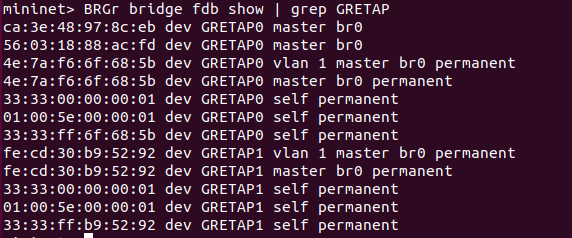 mininet> BRGr bridge fdb show | grep GRETAP
ca:3e:48:97:8c:eb dev GRETAP0 master br0
56:03:18:88:ac:fd dev GRETAP0 master br0
4e:7a:f6:6f:68:5b dev GRETAP0 vlan 1 master br0 permanent
4e:7a:f6:6f:68:5b dev GRETAP0 master br0 permanent
33:33:00:00:00:01 dev GRETAP0 self permanent
01:00:5e:00:00:01 dev GRETAP0 self permanent
33:33:ff:6f:68:5b dev GRETAP0 self permanent
fe:cd:30:b9:52:92 dev GRETAP1 vlan 1 master br0 permanent
fe:cd:30:b9:52:92 dev GRETAP1 master br0 permanent
33:33:00:00:00:01 dev GRETAP1 self permanent
01:00:5e:00:00:01 dev GRETAP1 self permanent
33:33:ff:b9:52:92 dev GRETAP1 self permanent